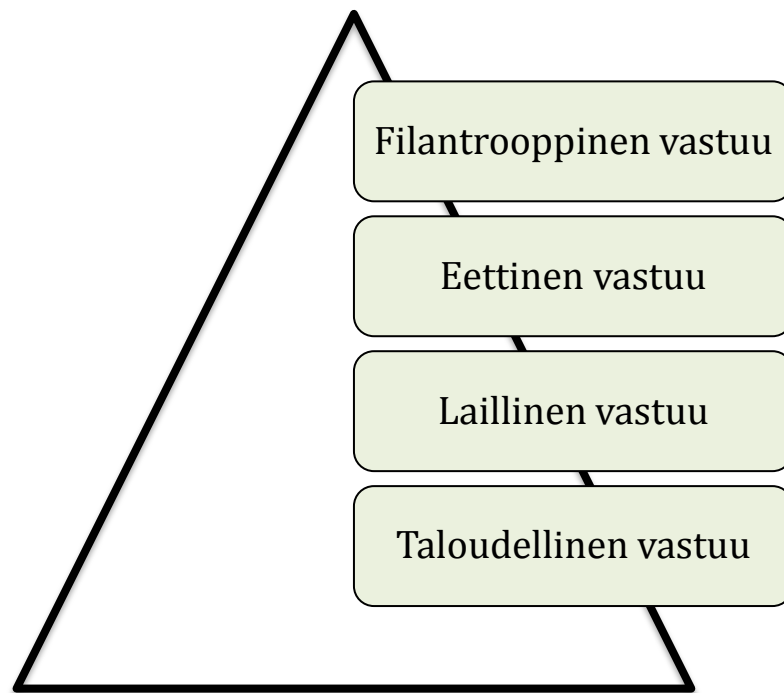 Filantrooppinen vastuu
Eettinen vastuu
Laillinen vastuu
Taloudellinen vastuu